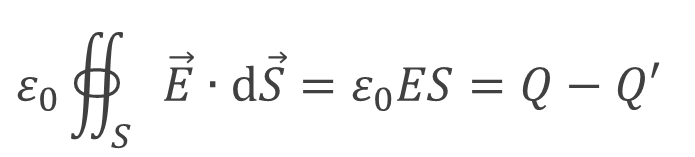 ε₀ ∯_S E⃗ · dS⃗ = ε₀ES = Q − Q′